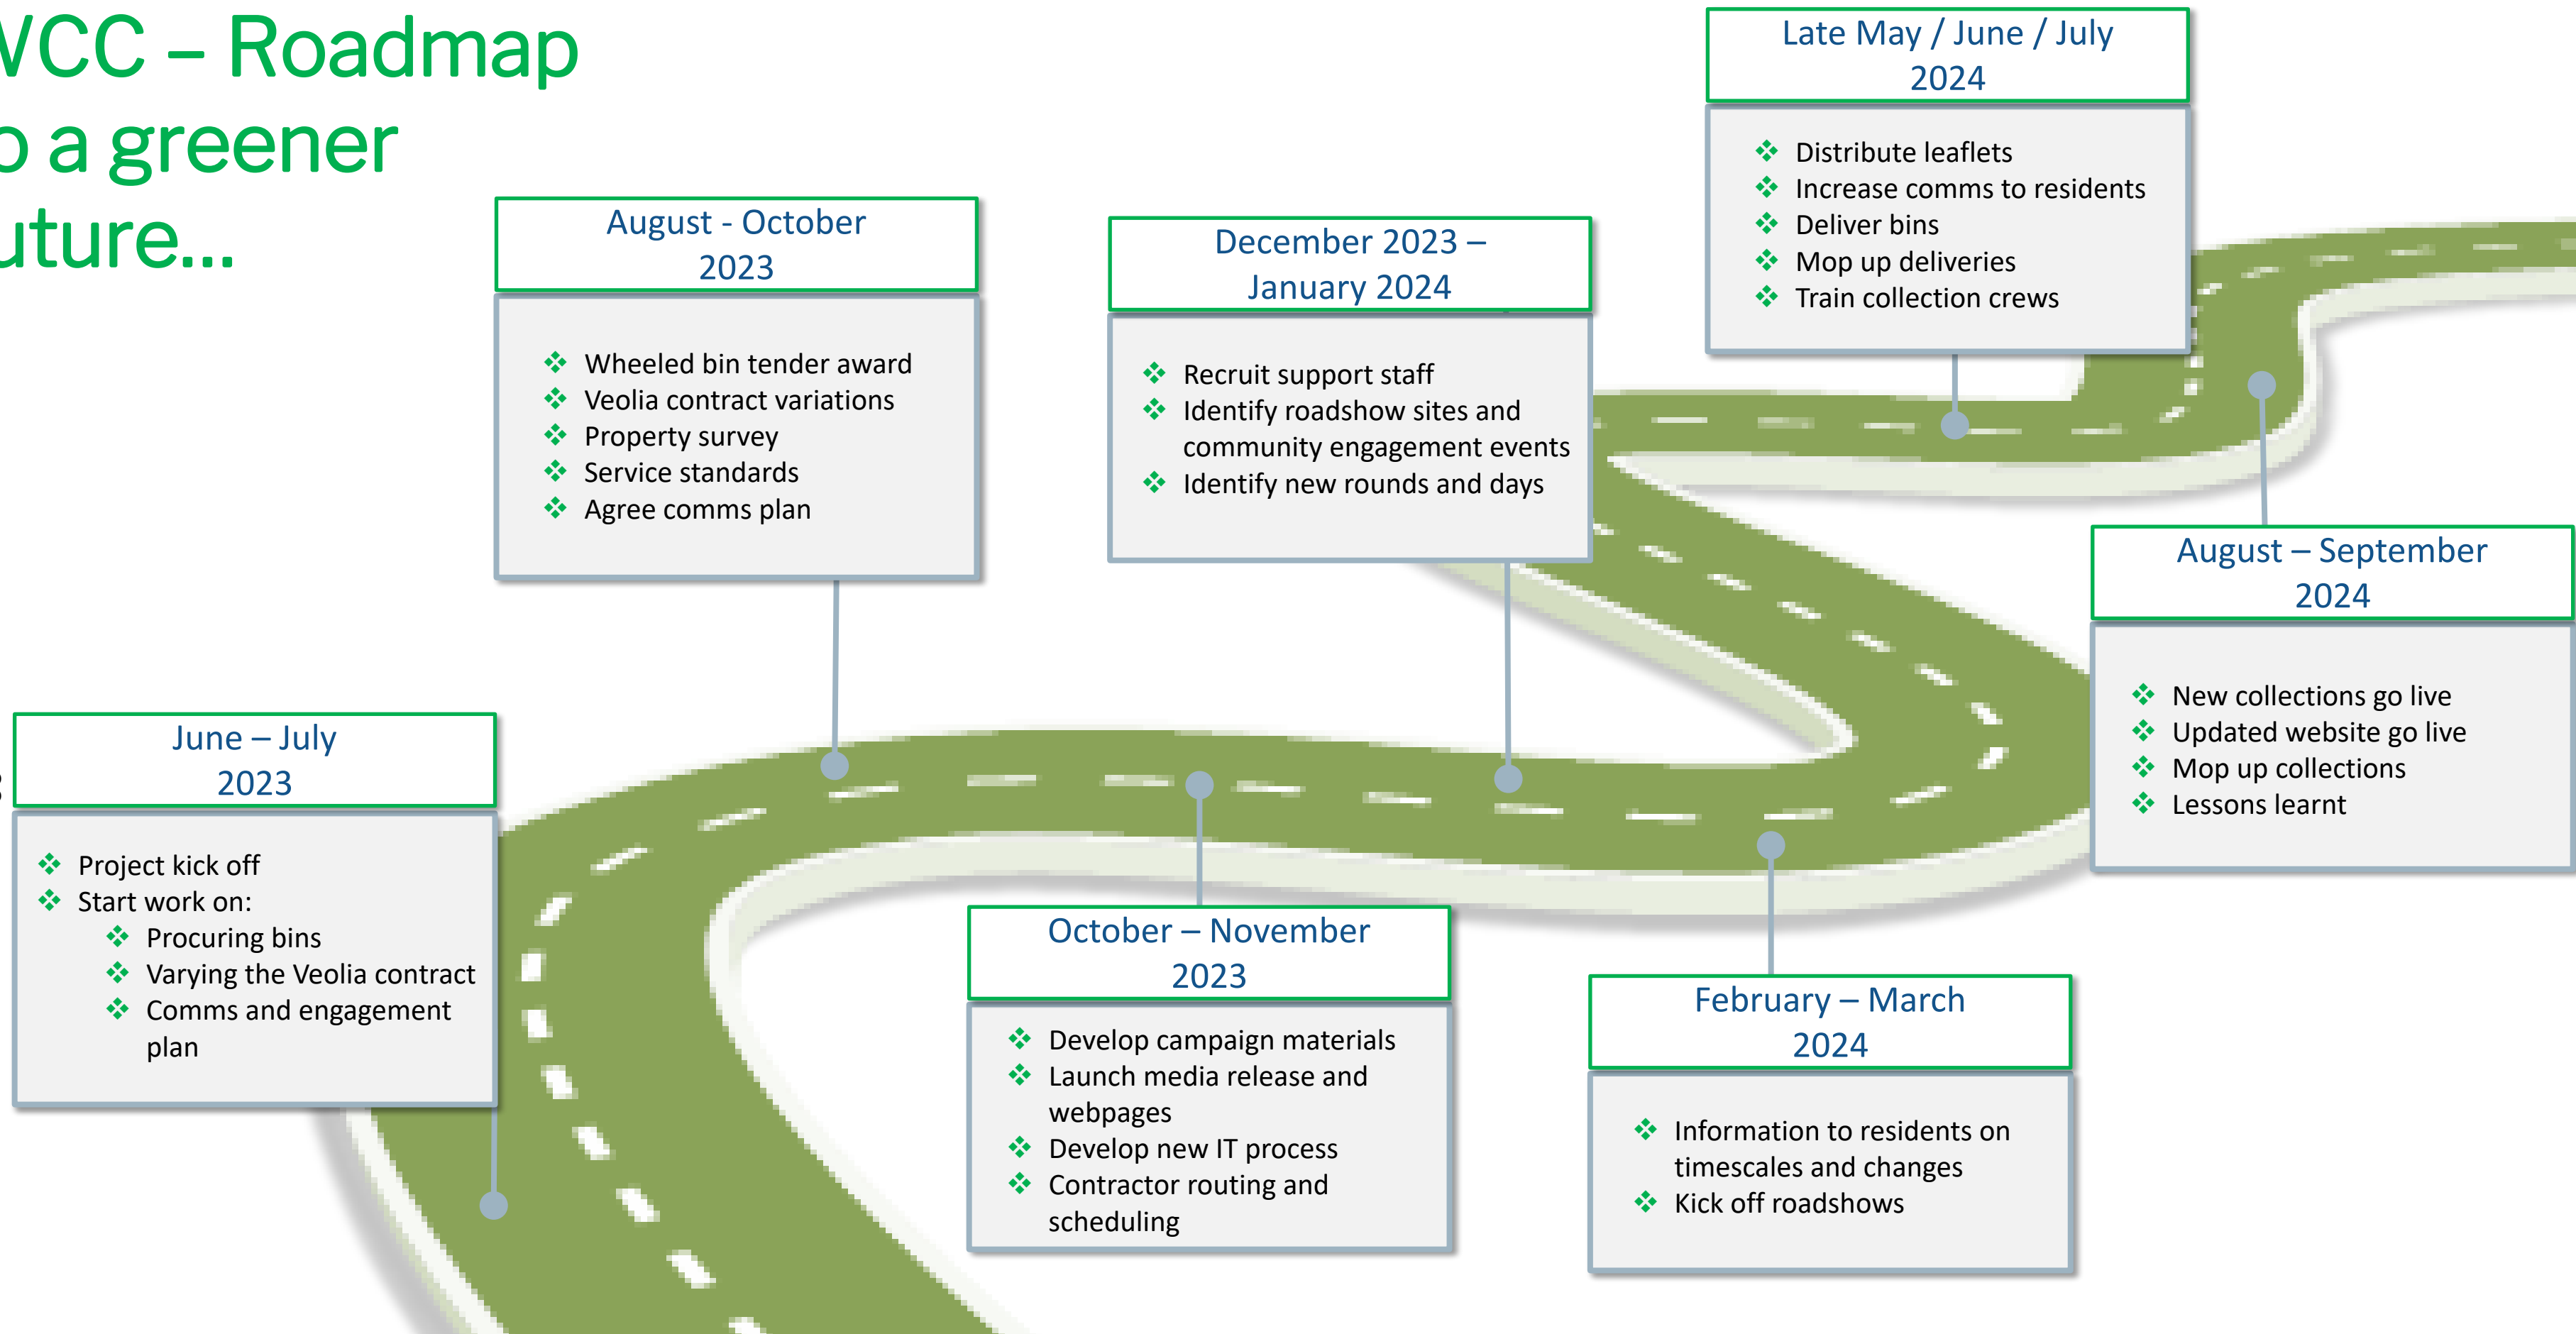 WCC – Roadmap
o a greener
uture...
June – July
2023
Project kick off
Start work on:
Procuring bins
Varying the Veolia contract
Comms and engagement
plan
August - October
2023
Wheeled bin tender award
Veolia contract variations
Property survey
Service standards
Agree comms plan
October – November
2023
Develop campaign materials
Launch media release and
webpages
Develop new IT process
Contractor routing and
scheduling
December 2023 –
January 2024
Recruit support staff
Identify roadshow sites and
community engagement events
Identify new rounds and days
February – March
2024
Information to residents on
timescales and changes
Kick off roadshows
Late May / June / July
2024
Distribute leaflets
Increase comms to residents
Deliver bins
Mop up deliveries
Train collection crews
August – September
2024
New collections go live
Updated website go live
Mop up collections
Lessons learnt